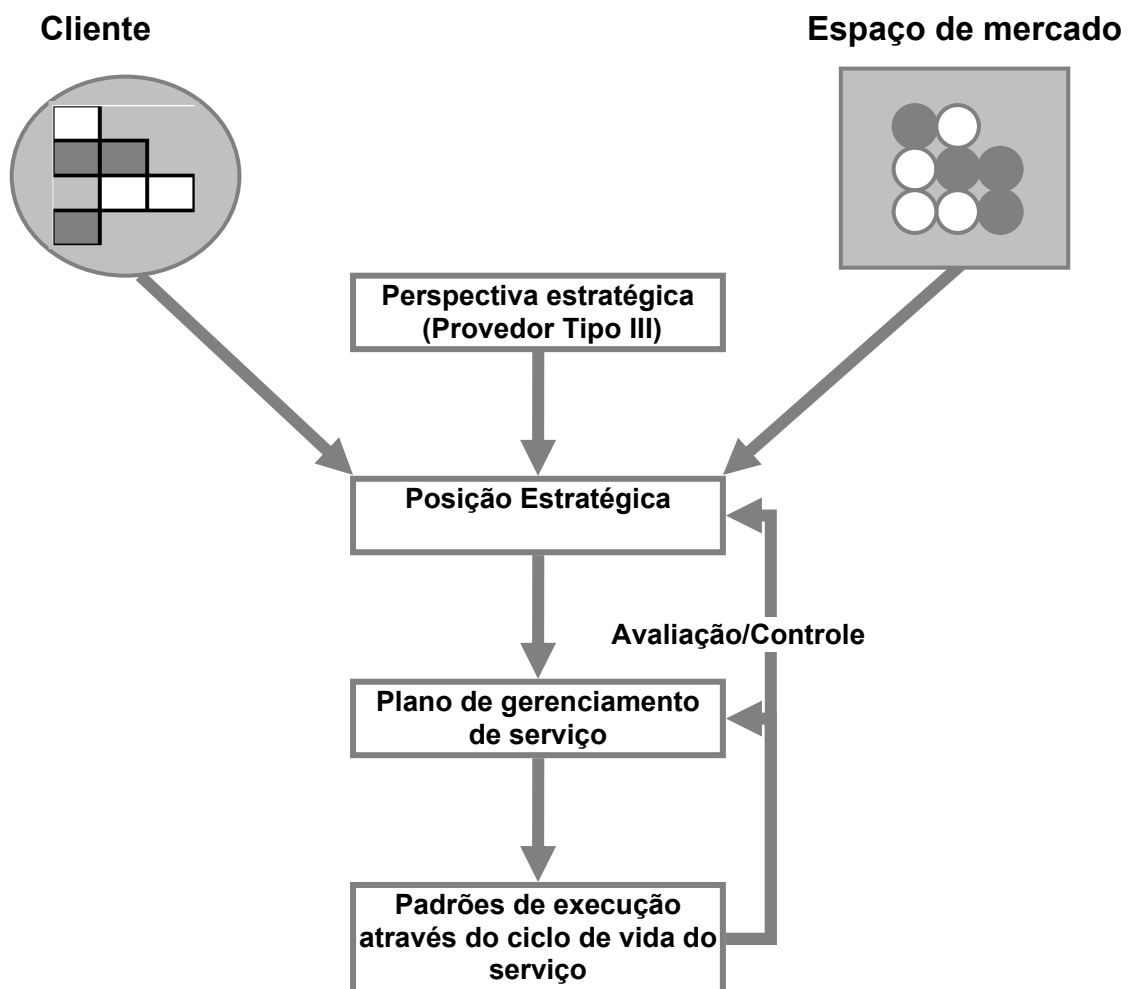 Cliente
Espaço de mercado
Perspectiva estratégica
(Provedor Tipo III)
Posição Estratégica
Avaliação/Controle
Plano de gerenciamento
de serviço
Padrões de execução
através do ciclo de vida do
serviço